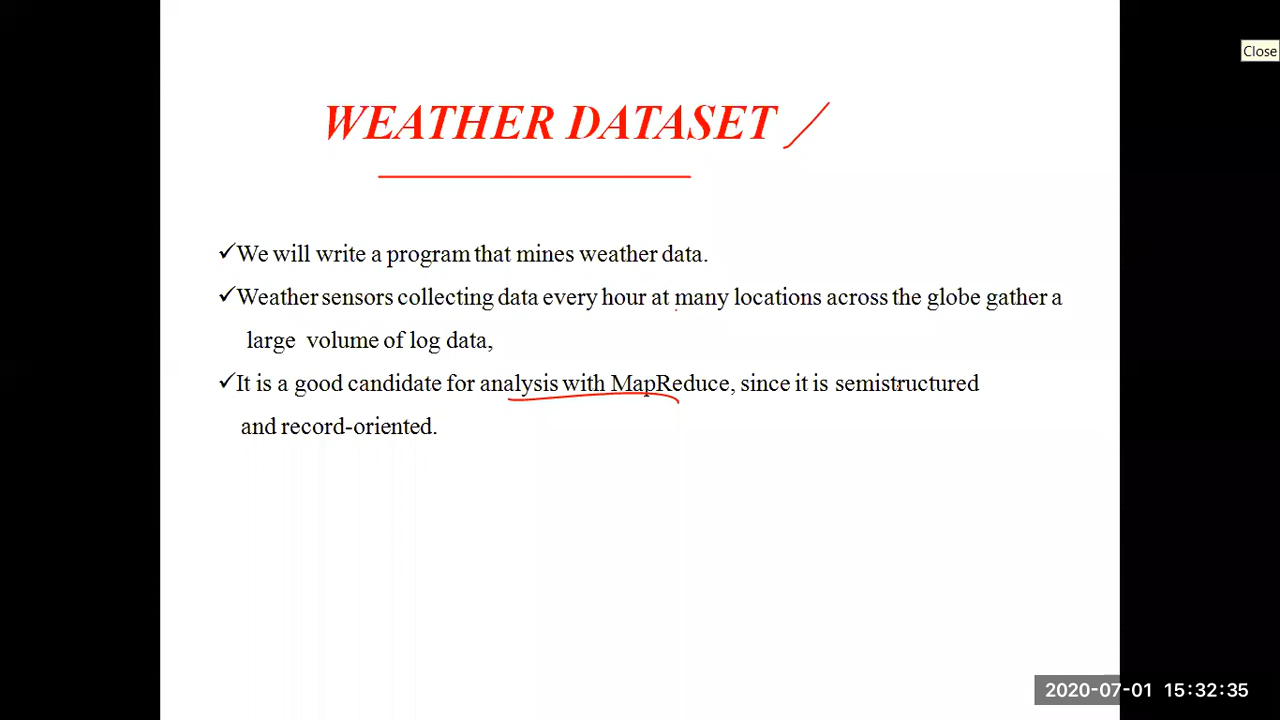 Close
WEATHER DATASET
✓We will write a program that mines weather data.
✓Weather sensors collecting data every hour at many locations across the globe gather a
large volume of log data,
✓It is a good candidate for analysis with MapReduce, since it is semistructured
and record-oriented.
2020-07-01 15:32:35